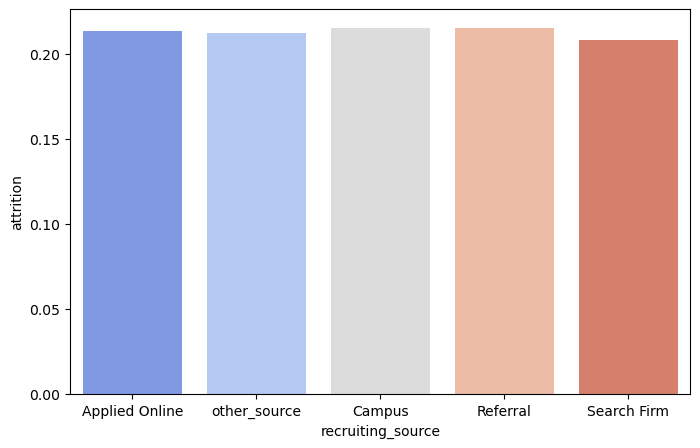 attrition
0.20
0.15
0.10
0.05
0.00
Applied Online other_source Campus Referral Search Firm
recruiting_source